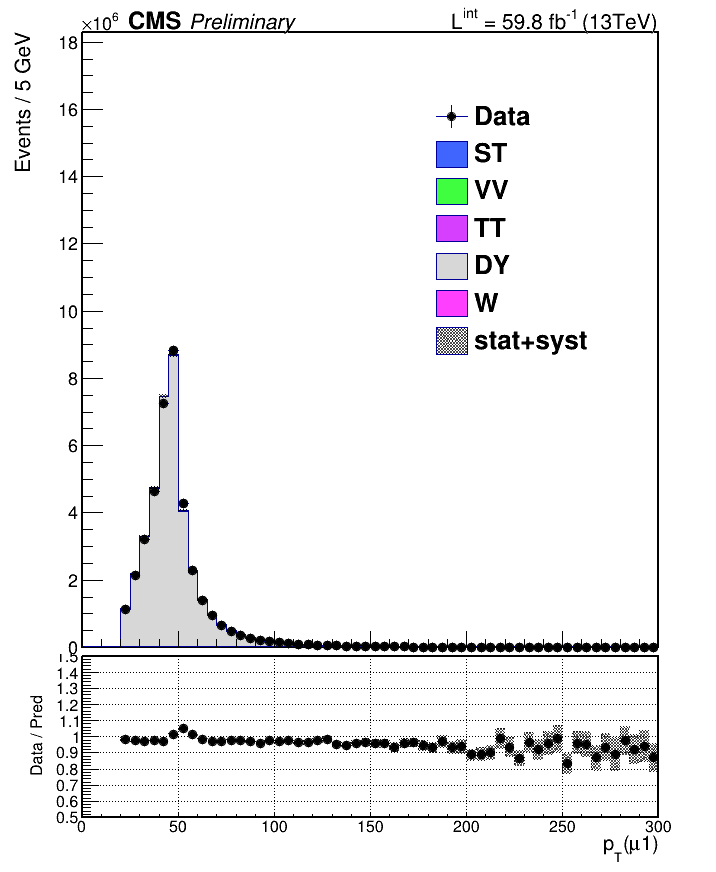 ×10⁶ CMS Preliminary L^int = 59.8 fb⁻¹ (13TeV)
Events / 5 GeV
18
16
14
12
10
8
6
4
2
0
Data
ST
VV
TT
DY
W
stat+syst
Data / Pred
1.5
1.4
1.3
1.2
1.1
1
0.9
0.8
0.7
0.6
0.5
0 50 100 150 200 250 300
p_T(μ1)